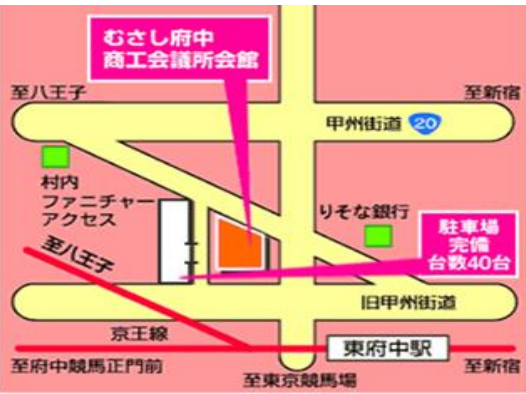 むさし府中
商工会議所会館
至八王子
至新宿
甲州街道 20
村内
ファニチャー
アクセス
りそな銀行
駐車場
完備
台数40台
至八王子
旧甲州街道
京王線
東府中駅
至府中競馬正門前
至新宿
至東京競馬場